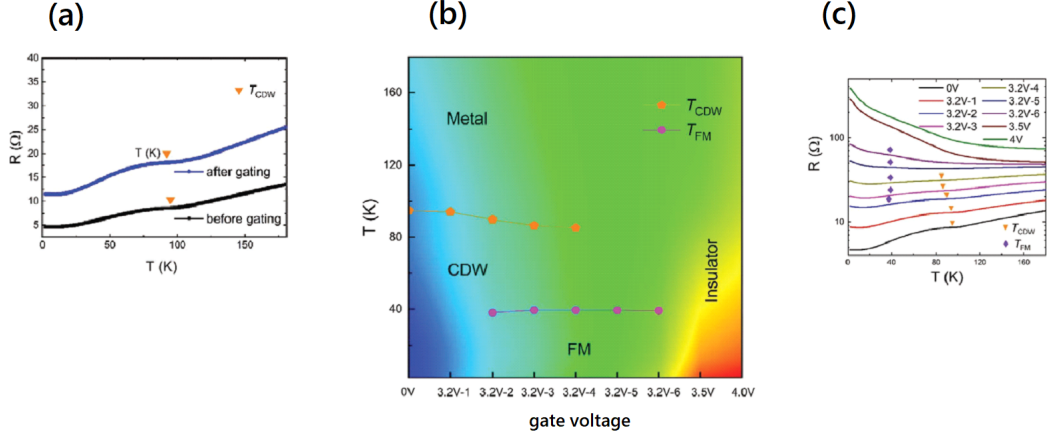 (a)
40
35
30
25
20
15
10
5
R (Ω)
T_CDW
T (K)
after gating
before gating
0 50 100 150
T (K)
(b)
160
120
80
40
T (K)
Metal
CDW
FM
Insulator
T_CDW
T_FM
0V 3.2V-1 3.2V-2 3.2V-3 3.2V-4 3.2V-5 3.2V-6 3.5V 4.0V
gate voltage
(c)
100
10
R (Ω)
0V 3.2V-4
3.2V-1 3.2V-5
3.2V-2 3.2V-6
3.2V-3 3.5V
4V
T_CDW
T_FM
0 40 80 120 160
T (K)